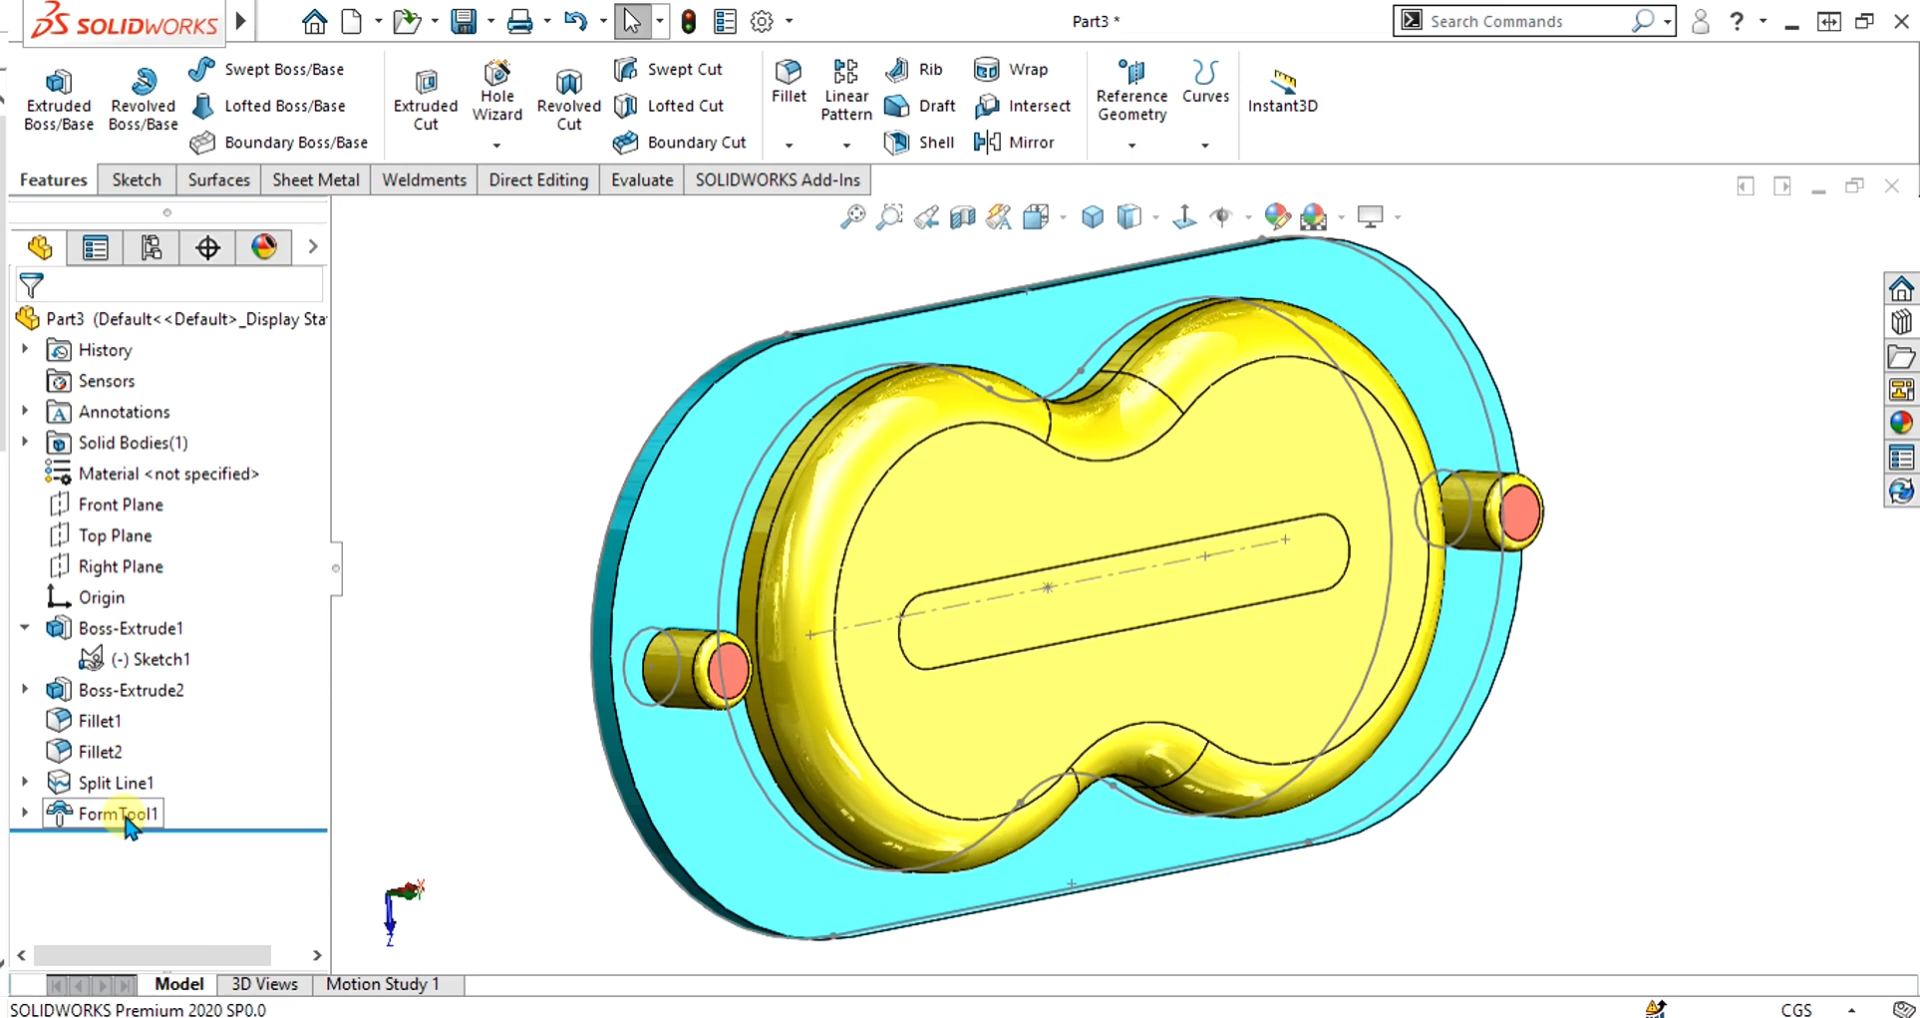 SOLIDWORKS
Part3 *
Search Commands
?
Extruded Boss/Base
Revolved Boss/Base
Swept Boss/Base
Lofted Boss/Base
Boundary Boss/Base
Extruded Cut
Hole Wizard
Revolved Cut
Swept Cut
Lofted Cut
Boundary Cut
Fillet
Linear Pattern
Rib
Draft
Shell
Wrap
Intersect
Mirror
Reference Geometry
Curves
Instant3D
Features
Sketch
Surfaces
Sheet Metal
Weldments
Direct Editing
Evaluate
SOLIDWORKS Add-Ins
Part3 (Default<<Default>_Display Sta
History
Sensors
Annotations
Solid Bodies(1)
Material <not specified>
Front Plane
Top Plane
Right Plane
Origin
Boss-Extrude1
(-) Sketch1
Boss-Extrude2
Fillet1
Fillet2
Split Line1
FormTool1
X
Z
Model
3D Views
Motion Study 1
SOLIDWORKS Premium 2020 SP0.0
CGS